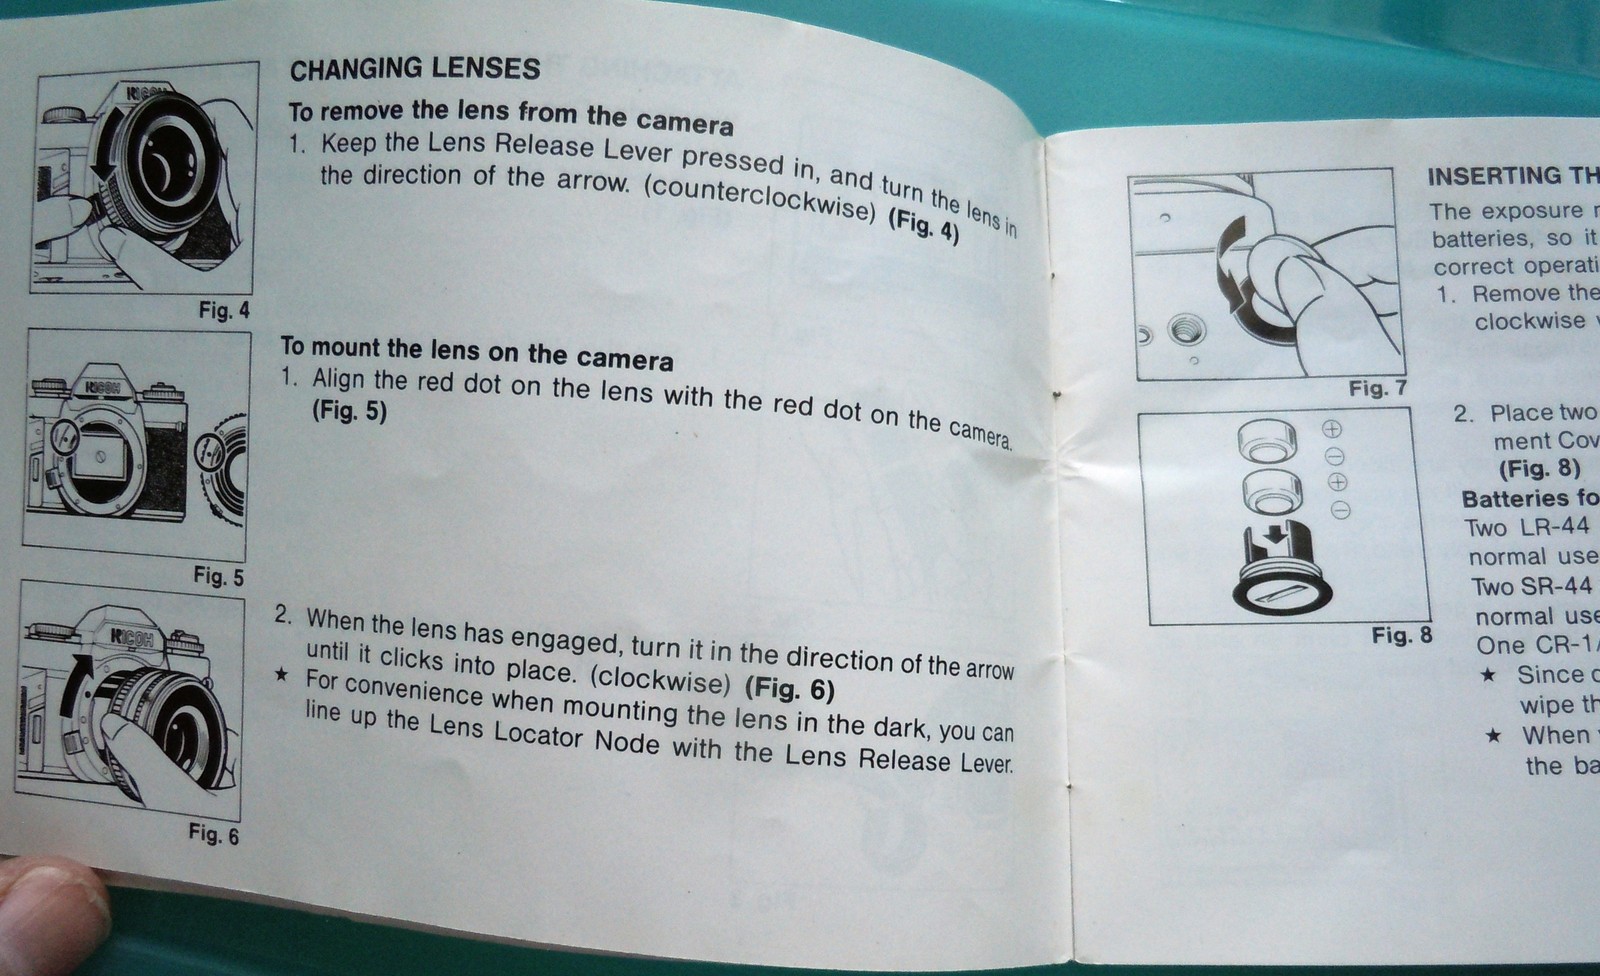 CHANGING LENSES
To remove the lens from the camera
1. Keep the Lens Release Lever pressed in, and turn the lens in
the direction of the arrow. (counterclockwise) (Fig. 4)
RICOH
Fig. 4
To mount the lens on the camera
1. Align the red dot on the lens with the red dot on the camera.
(Fig. 5)
RICOH
Fig. 5
2. When the lens has engaged, turn it in the direction of the arrow
until it clicks into place. (clockwise) (Fig. 6)
★ For convenience when mounting the lens in the dark, you can
line up the Lens Locator Node with the Lens Release Lever.
RICOH
Fig. 6
Fig. 7
⊕
⊖
⊕
⊖
Fig. 8
INSERTING TH
The exposure
batteries, so it
correct operati
1. Remove the
clockwise
2. Place two
ment Cov
(Fig. 8)
Batteries fo
Two LR-44
normal use
Two SR-44
normal use
One CR-1/
★ Since
wipe th
★ When
the ba